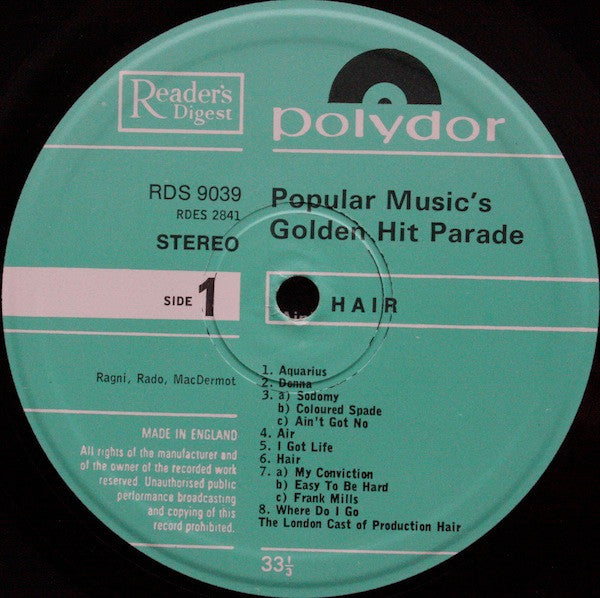 Reader's
Digest
polydor
RDS 9039
RDES 2841
STEREO
Popular Music's
Golden Hit Parade
SIDE 1
HAIR
Ragni, Rado, MacDermot
1. Aquarius
2. Donna
3. a) Sodomy
b) Coloured Spade
c) Ain't Got No
4. Air
5. I Got Life
6. Hair
7. a) My Conviction
b) Easy To Be Hard
c) Frank Mills
8. Where Do I Go
The London Cast of Production Hair
MADE IN ENGLAND
All rights of the manufacturer and
of the owner of the recorded work
reserved. Unauthorised public
performance broadcasting
and copying of this
record prohibited.
33⅓